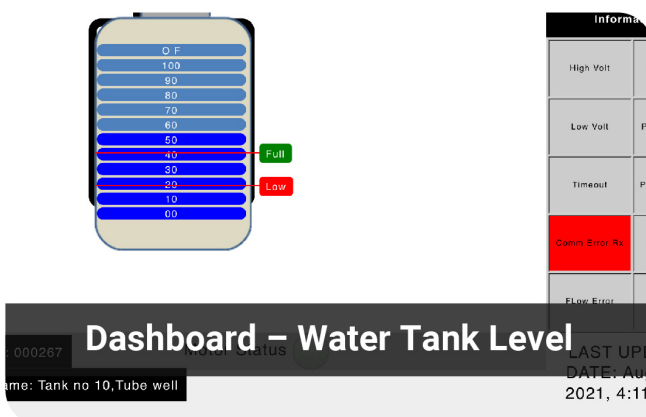 Informa
O F
100
90
80
70
60
50
40
30
20
10
00
Full
Low
High Volt
Low Volt
P
Timeout
P
Comm Error Rx
FLow Error
Dashboard – Water Tank Level
: 000267
Motor Status
LAST UP
DATE: Au
2021, 4:11
ame: Tank no 10,Tube well